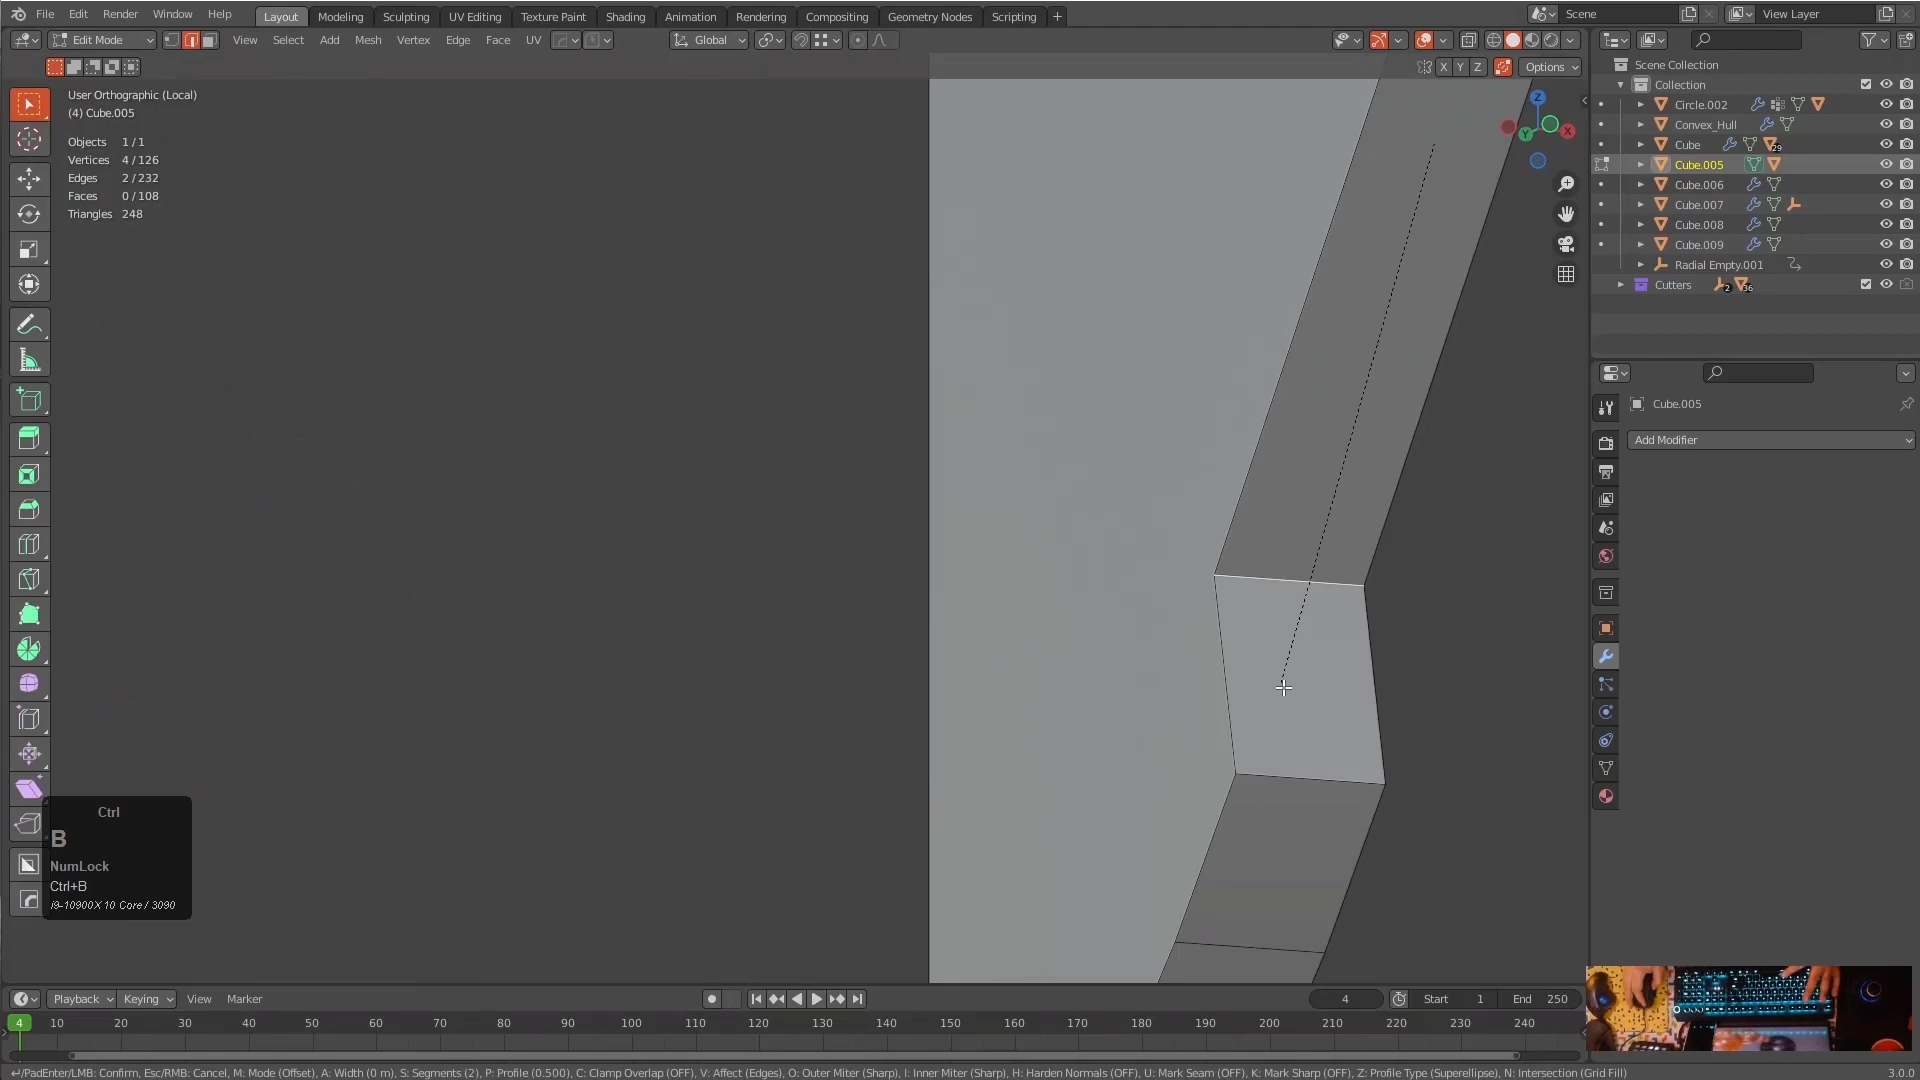 File Edit Render Window Help Layout Modeling Sculpting UV Editing Texture Paint Shading Animation Rendering Compositing Geometry Nodes Scripting + Scene View Layer
Edit Mode View Select Add Mesh Vertex Edge Face UV Global
X Y Z Options
User Orthographic (Local)
(4) Cube.005
Objects 1 / 1
Vertices 4 / 126
Edges 2 / 232
Faces 0 / 108
Triangles 248
Z
Y X
Scene Collection
Collection
Circle.002
Convex_Hull
Cube 29
Cube.005
Cube.006
Cube.007
Cube.008
Cube.009
Radial Empty.001
Cutters 2 36
Cube.005
Add Modifier
Ctrl
B
NumLock
Ctrl+B
i9-10900X 10 Core / 3090
Playback Keying View Marker 4 Start 1 End 250
4 10 20 30 40 50 60 70 80 90 100 110 120 130 140 150 160 170 180 190 200 210 220 230 240
/PadEnter/LMB: Confirm, Esc/RMB: Cancel, M: Mode (Offset), A: Width (0 m), S: Segments (2), P: Profile (0.500), C: Clamp Overlap (OFF), V: Affect (Edges), O: Outer Miter (Sharp), I: Inner Miter (Sharp), H: Harden Normals (OFF), U: Mark Seam (OFF), K: Mark Sharp (OFF), Z: Profile Type (Superellipse), N: Intersection (Grid Fill) 3.0.0